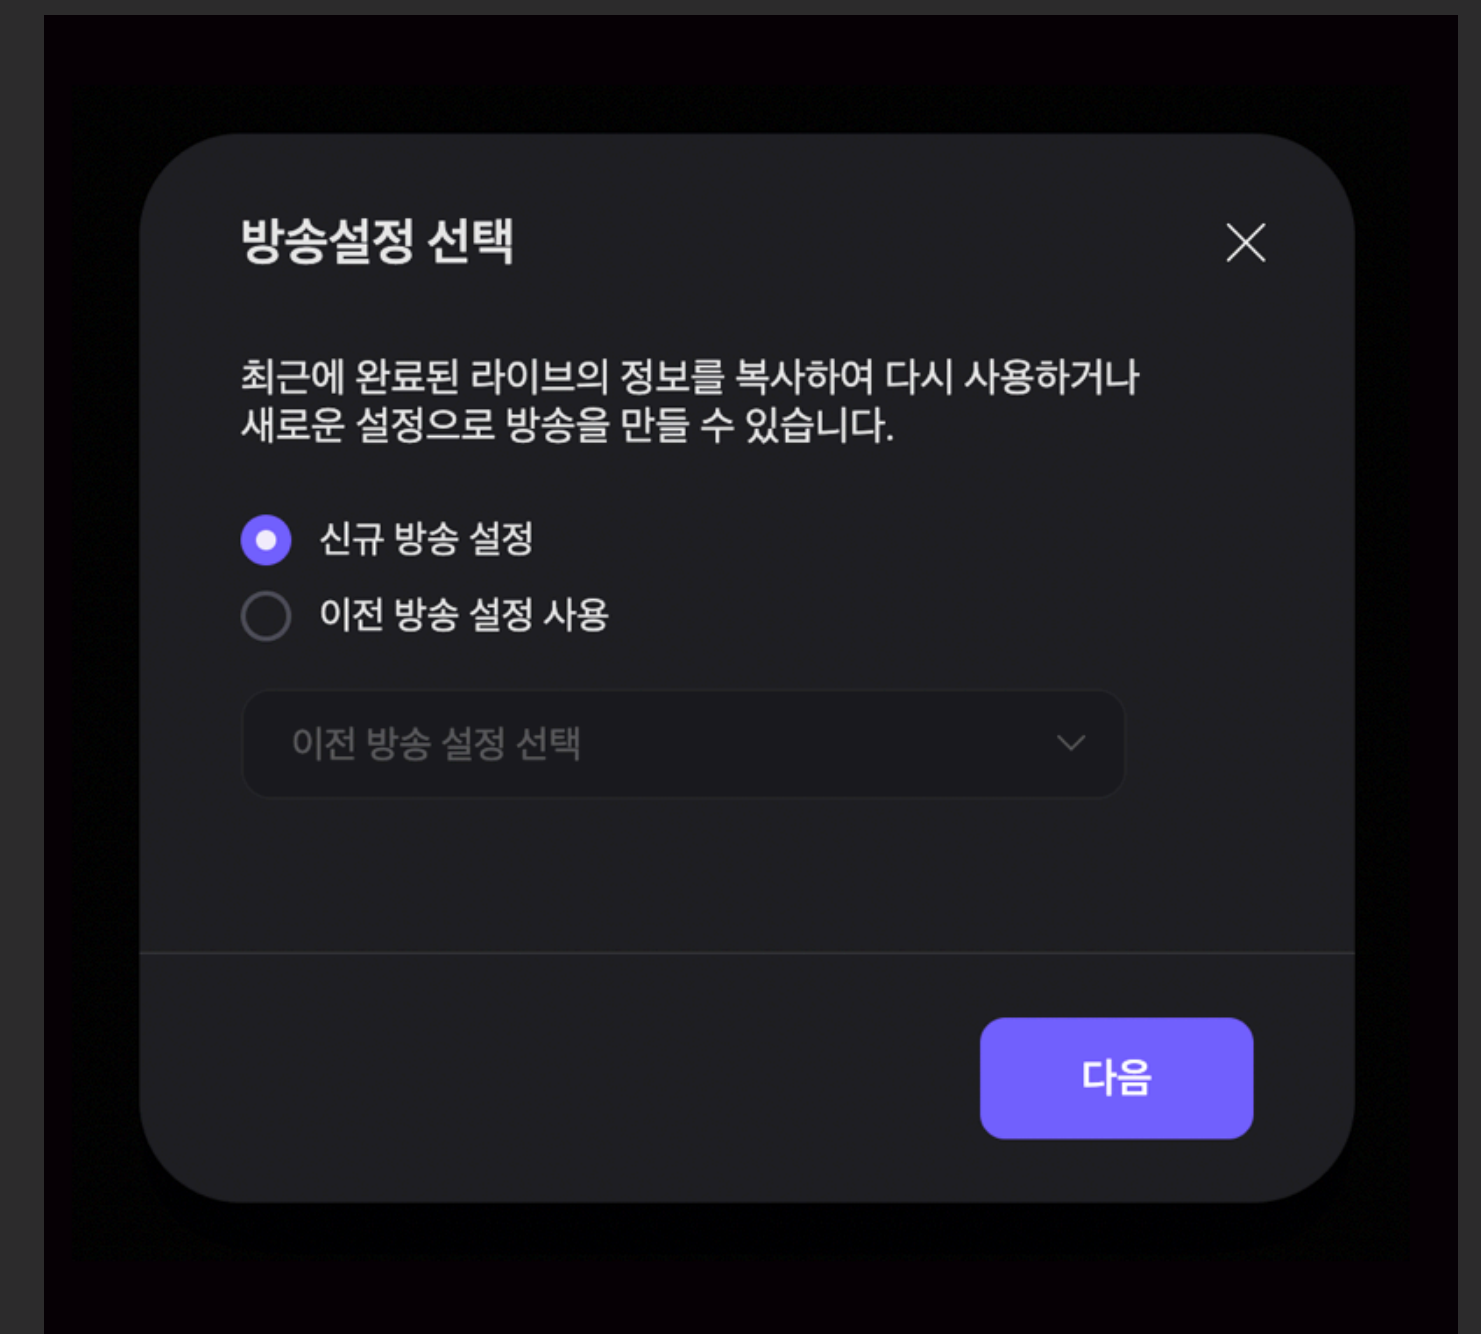 방송설정 선택
최근에 완료된 라이브의 정보를 복사하여 다시 사용하거나
새로운 설정으로 방송을 만들 수 있습니다.
신규 방송 설정
이전 방송 설정 사용
이전 방송 설정 선택
다음